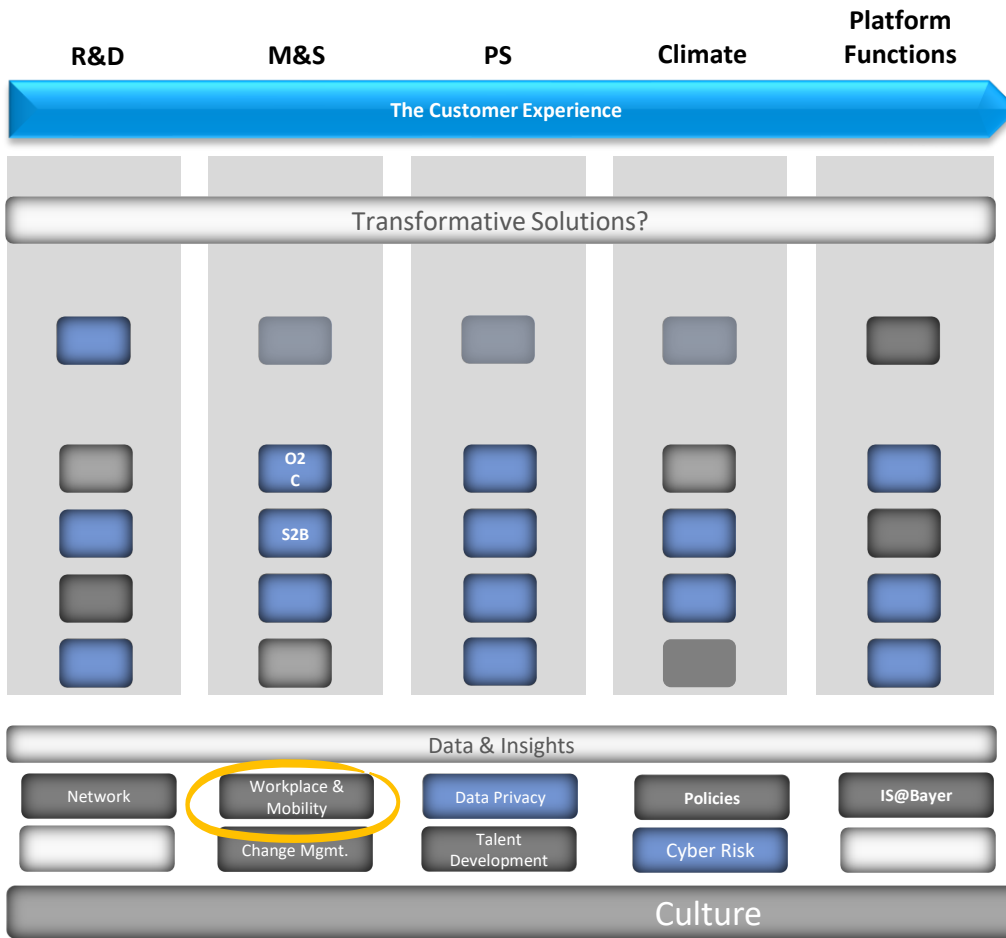 R&D
M&S
PS
Climate
Platform
Functions
The Customer Experience
Transformative Solutions?
O2
C
S2B
Data & Insights
Network
Workplace &
Mobility
Data Privacy
Policies
IS@Bayer
Change Mgmt.
Talent
Development
Cyber Risk
Culture